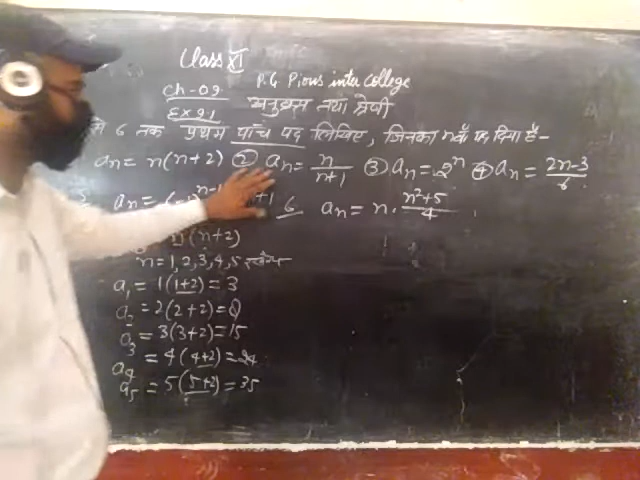 Class XI
Ch-09 P.G Pious inter college
Ex 9.1 अनुक्रम तथा श्रेणी
से 6 तक प्रथम पाँच पद लिखिए, जिनका nवाँ पद दिया है-
an = n(n+2) ② an = n/(n+1) ③ an = 2^n ④ an = (2n-3)/6
an = 6 an = n. (n²+5)/4
n(n+2)
n = 1,2,3,4,5
a1 = 1(1+2) = 3
a2 = 2(2+2) = 8
a3 = 3(3+2) = 15
a4 = 4(4+2) = 24
a5 = 5(5+2) = 35